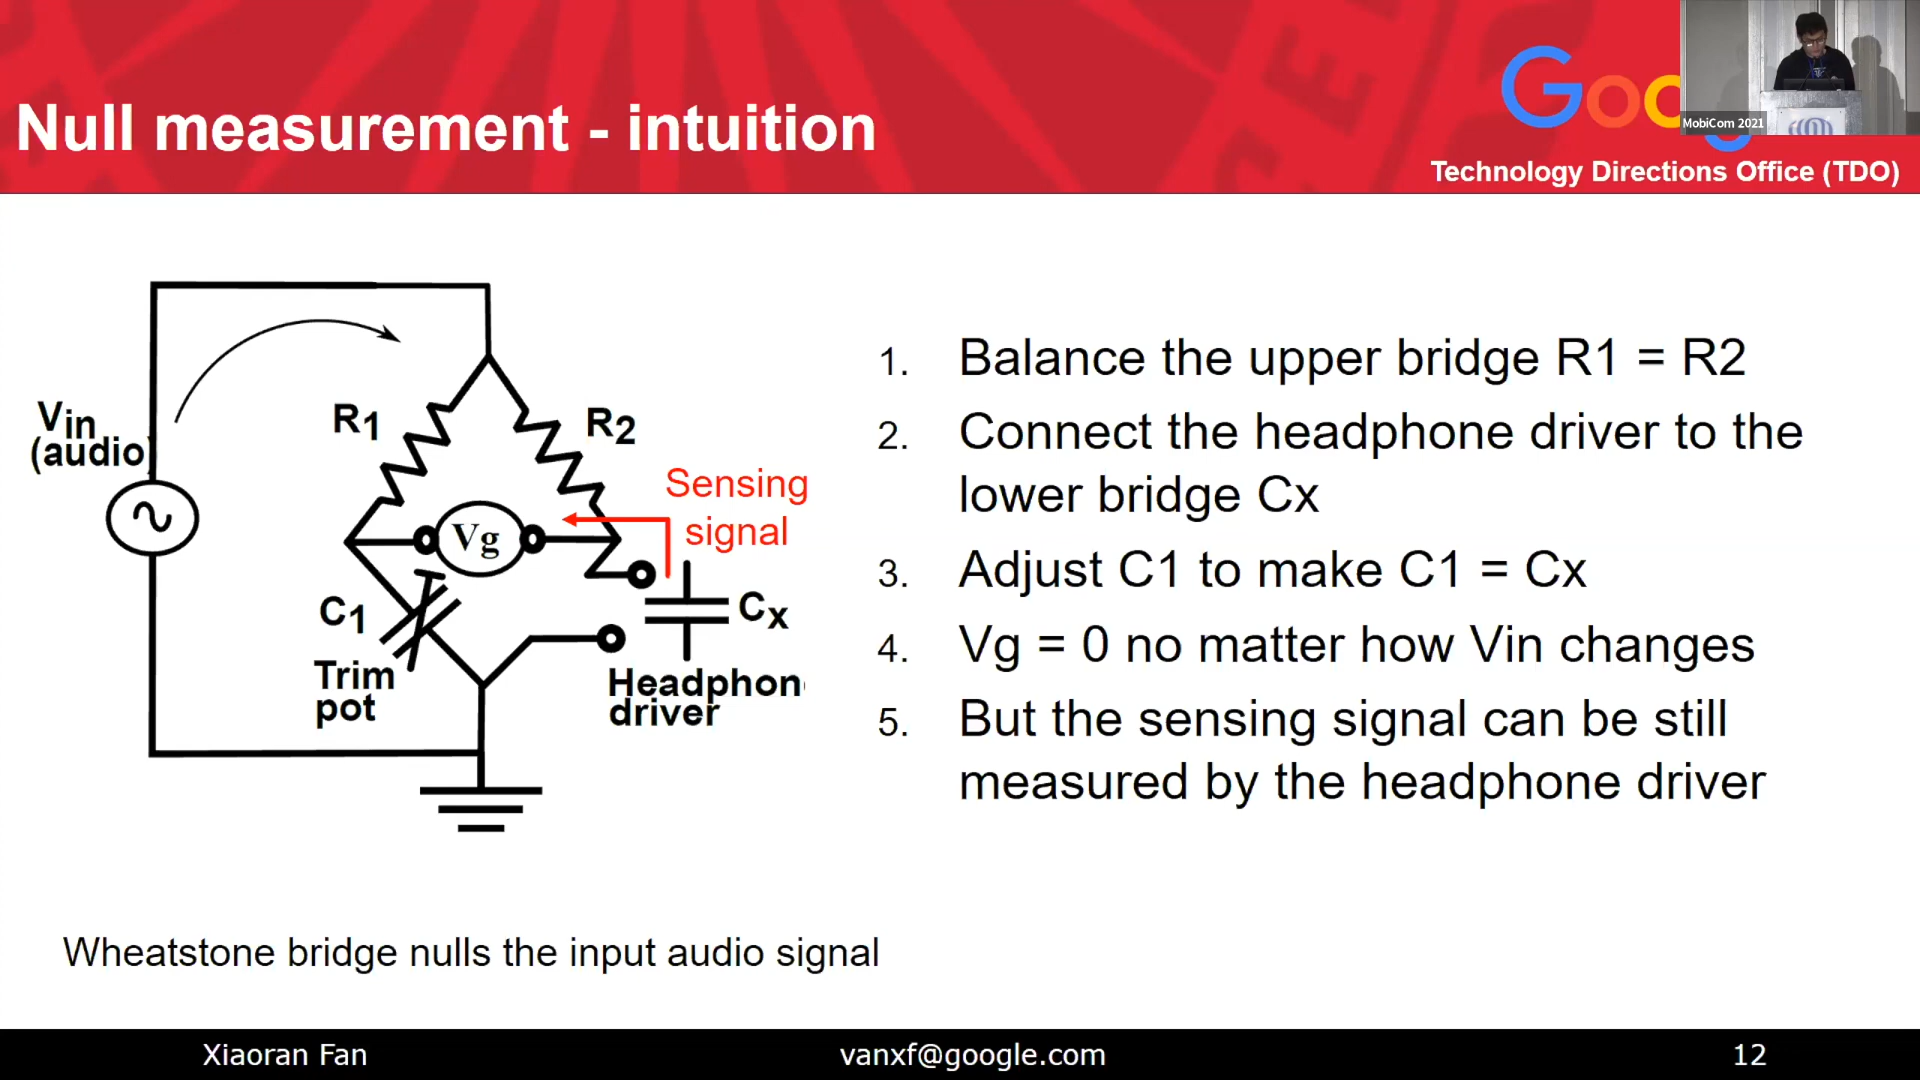 Null measurement - intuition
Goog
MobiCom 2021
Technology Directions Office (TDO)
Vin
(audio)
R1
R2
Sensing
signal
Vg
C1
Cx
Trim
pot
Headphon
driver
1. Balance the upper bridge R1 = R2
2. Connect the headphone driver to the
lower bridge Cx
3. Adjust C1 to make C1 = Cx
4. Vg = 0 no matter how Vin changes
5. But the sensing signal can be still
measured by the headphone driver
Wheatstone bridge nulls the input audio signal
Xiaoran Fan
vanxf@google.com
12